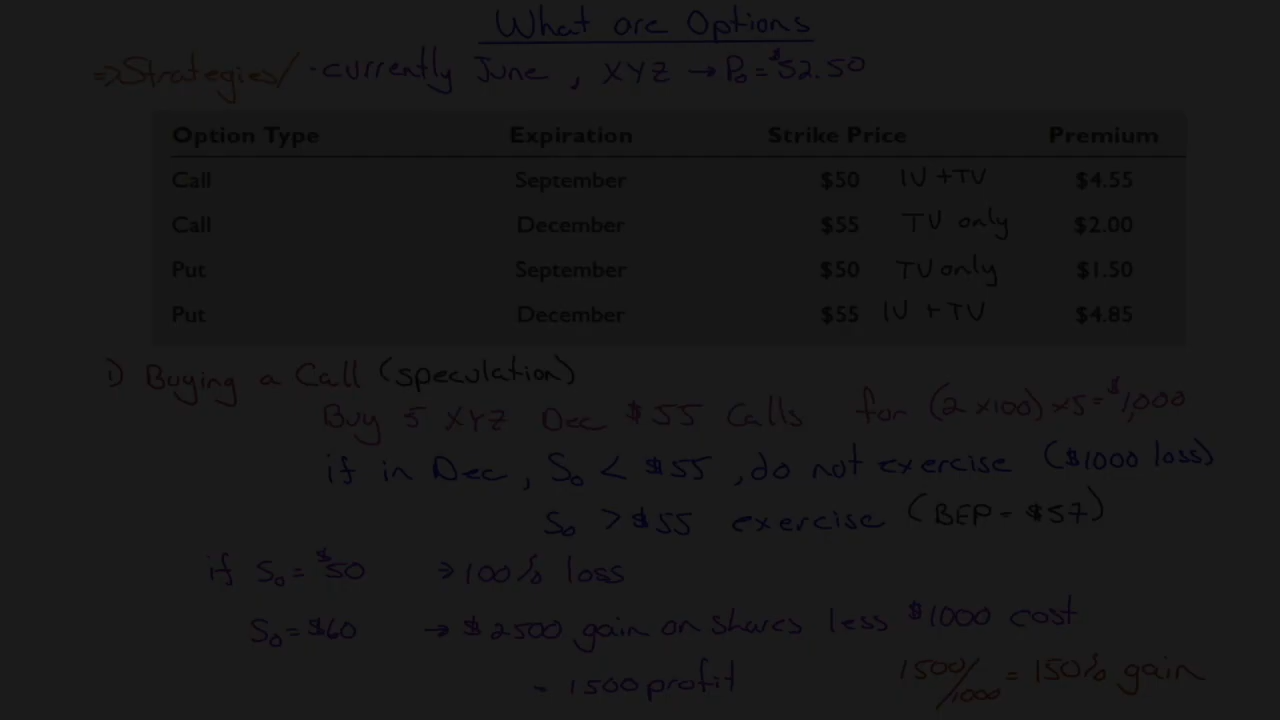 What are Options
⇒ Strategies/ - currently June, XYZ → P₀ = $52.50
Option Type Expiration Strike Price Premium
Call September $50 IV + TV $4.55
Call December $55 TV only $2.00
Put September $50 TV only $1.50
Put December $55 IV + TV $4.85
1) Buying a Call (speculation)
Buy 5 XYZ Dec $55 Calls for (2 x100) x5 = $1,000
if in Dec, S₀ < $55, do not exercise ($1000 loss)
S₀ > $55 exercise (BEP = $57)
if S₀ = $50 → 100% loss
S₀ = $60 → $2500 gain on shares less $1000 cost
= 1500 profit 1500/1000 = 150% gain